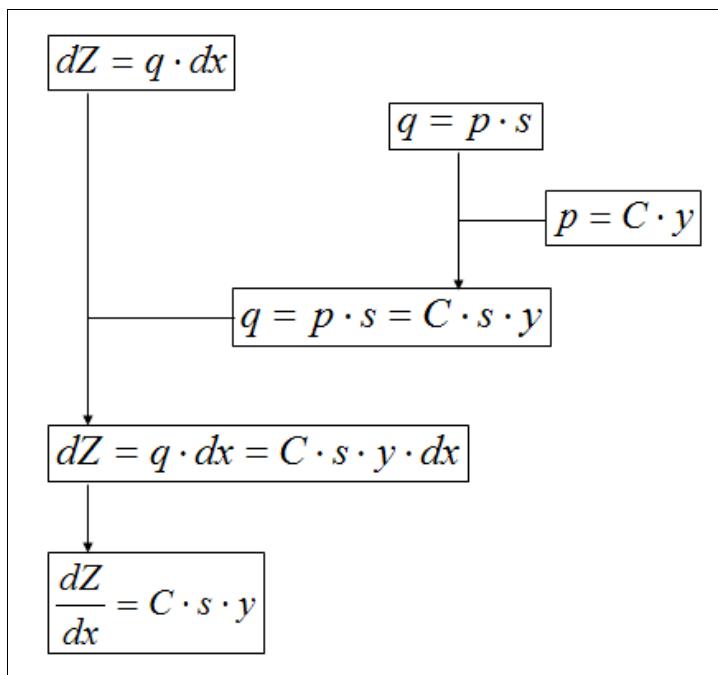 dZ = q · dx
q = p · s
p = C · y
q = p · s = C · s · y
dZ = q · dx = C · s · y · dx
dZ/dx = C · s · y